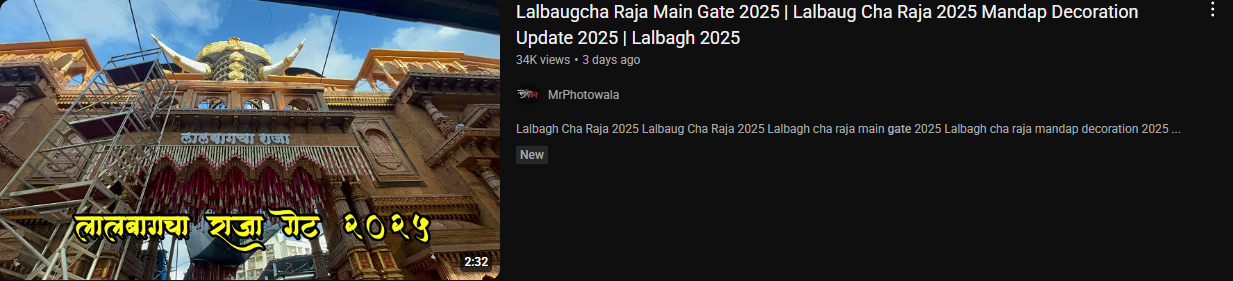 लालबागचा राजा
लालबागचा राजा गेट २०२५
2:32
Lalbaugcha Raja Main Gate 2025 | Lalbaug Cha Raja 2025 Mandap Decoration
Update 2025 | Lalbagh 2025
34K views • 3 days ago
MrPhotowala
Lalbagh Cha Raja 2025 Lalbaug Cha Raja 2025 Lalbagh cha raja main gate 2025 Lalbagh cha raja mandap decoration 2025 ...
New